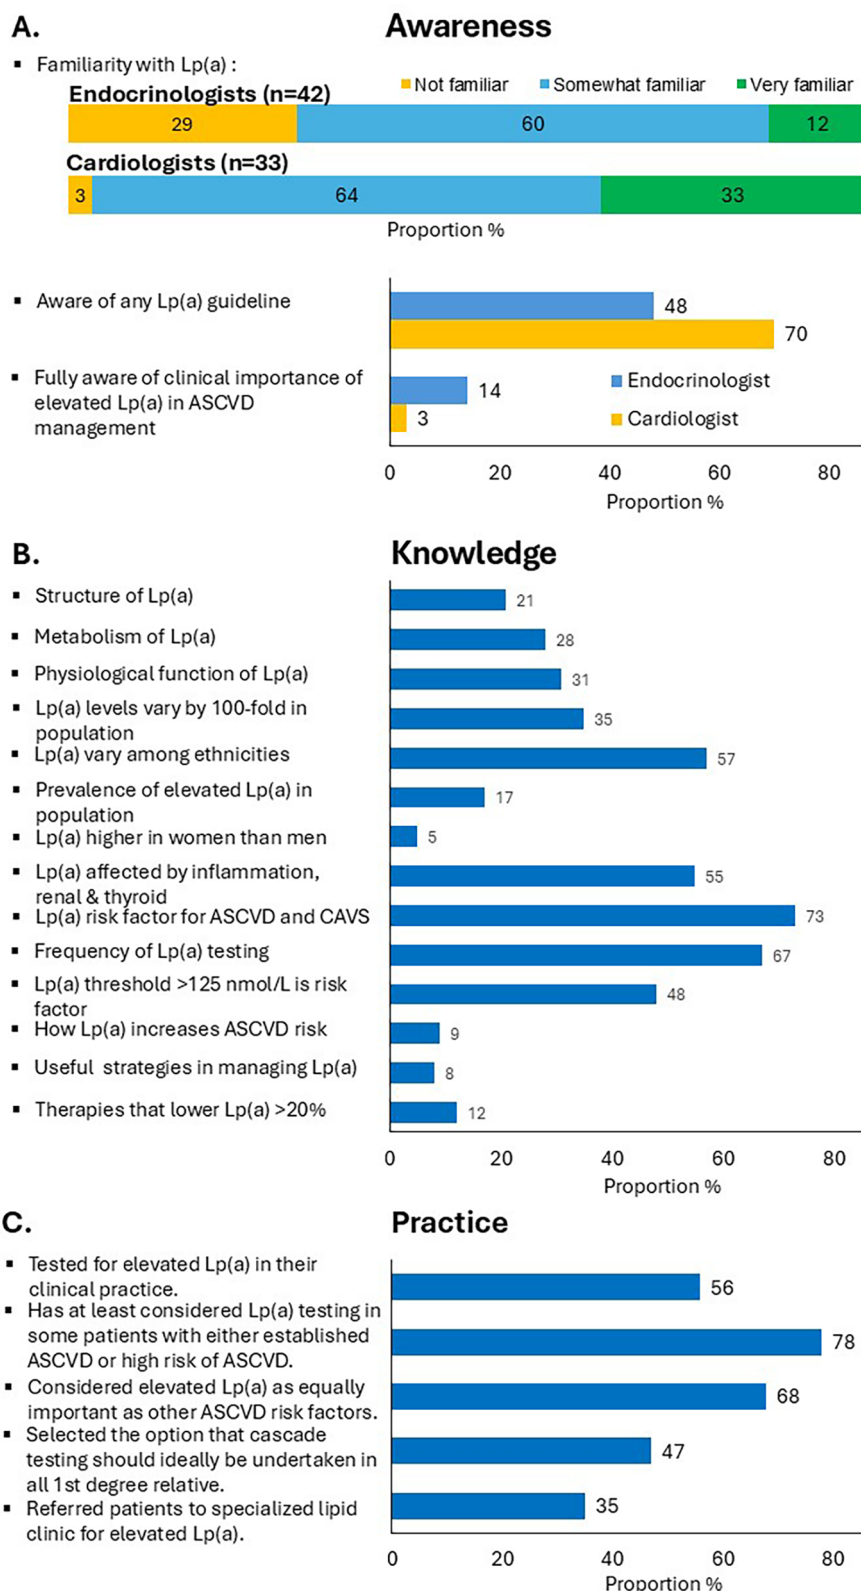 A. Awareness
▪ Familiarity with Lp(a) :
Not familiar Somewhat familiar Very familiar
Endocrinologists (n=42)
29 60 12
Cardiologists (n=33)
3 64 33
Proportion %
▪ Aware of any Lp(a) guideline
48
70
▪ Fully aware of clinical importance of
elevated Lp(a) in ASCVD
management
14
3
Endocrinologist
Cardiologist
0 20 40 60 80
Proportion %
B. Knowledge
▪ Structure of Lp(a)
21
▪ Metabolism of Lp(a)
28
▪ Physiological function of Lp(a)
31
▪ Lp(a) levels vary by 100-fold in
population
35
▪ Lp(a) vary among ethnicities
57
▪ Prevalence of elevated Lp(a) in
population
17
▪ Lp(a) higher in women than men
5
▪ Lp(a) affected by inflammation,
renal & thyroid
55
▪ Lp(a) risk factor for ASCVD and CAVS
73
▪ Frequency of Lp(a) testing
67
▪ Lp(a) threshold >125 nmol/L is risk
factor
48
▪ How Lp(a) increases ASCVD risk
9
▪ Useful strategies in managing Lp(a)
8
▪ Therapies that lower Lp(a) >20%
12
0 20 40 60 80
Proportion %
C. Practice
▪ Tested for elevated Lp(a) in their
clinical practice.
56
▪ Has at least considered Lp(a) testing in
some patients with either established
ASCVD or high risk of ASCVD.
78
▪ Considered elevated Lp(a) as equally
important as other ASCVD risk factors.
68
▪ Selected the option that cascade
testing should ideally be undertaken in
all 1st degree relative.
47
▪ Referred patients to specialized lipid
clinic for elevated Lp(a).
35
0 20 40 60 80
Proportion %